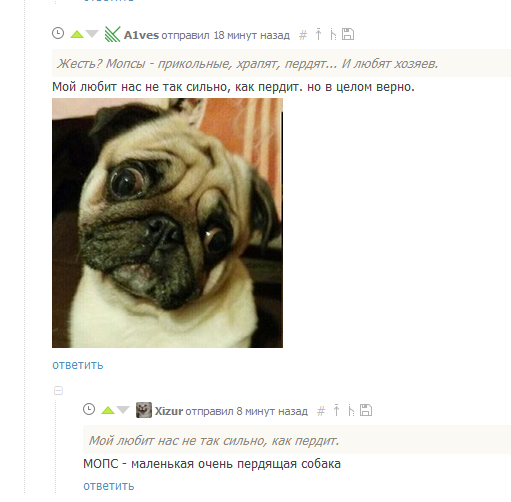 ответить
A1ves отправил 18 минут назад #
Жесть? Мопсы - прикольные, храпят, пердят... И любят хозяев.
Мой любит нас не так сильно, как пердит. но в целом верно.
ответить
Xizur отправил 8 минут назад #
Мой любит нас не так сильно, как пердит.
МОПС - маленькая очень пердящая собака
ответить